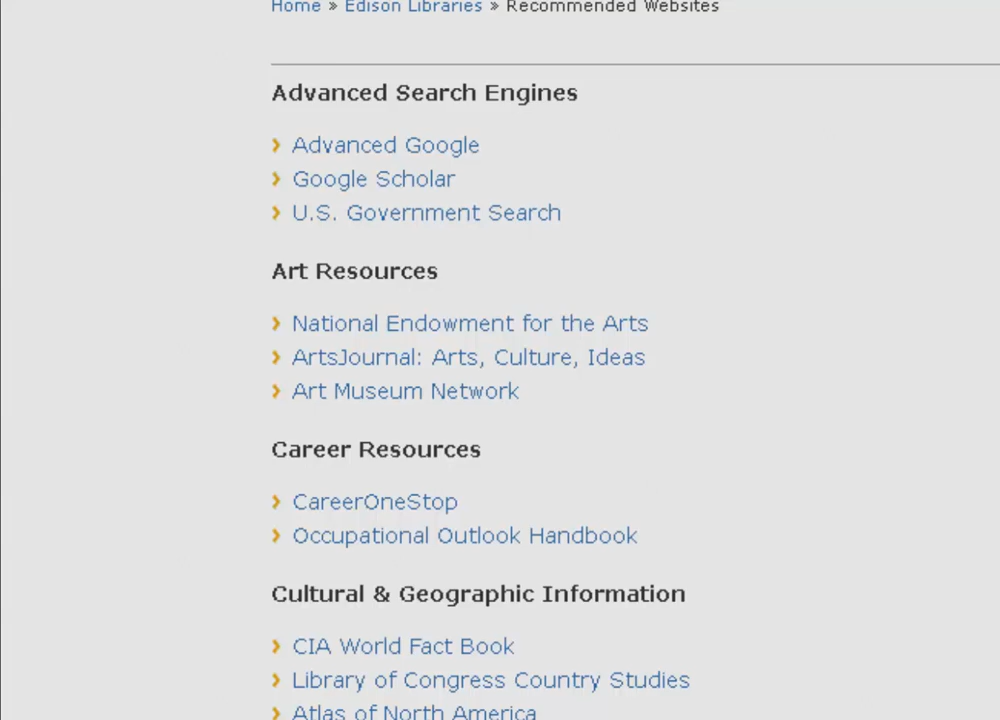 Home » Edison Libraries » Recommended Websites
Advanced Search Engines
› Advanced Google
› Google Scholar
› U.S. Government Search
Art Resources
› National Endowment for the Arts
› ArtsJournal: Arts, Culture, Ideas
› Art Museum Network
Career Resources
› CareerOneStop
› Occupational Outlook Handbook
Cultural & Geographic Information
› CIA World Fact Book
› Library of Congress Country Studies
› Atlas of North America